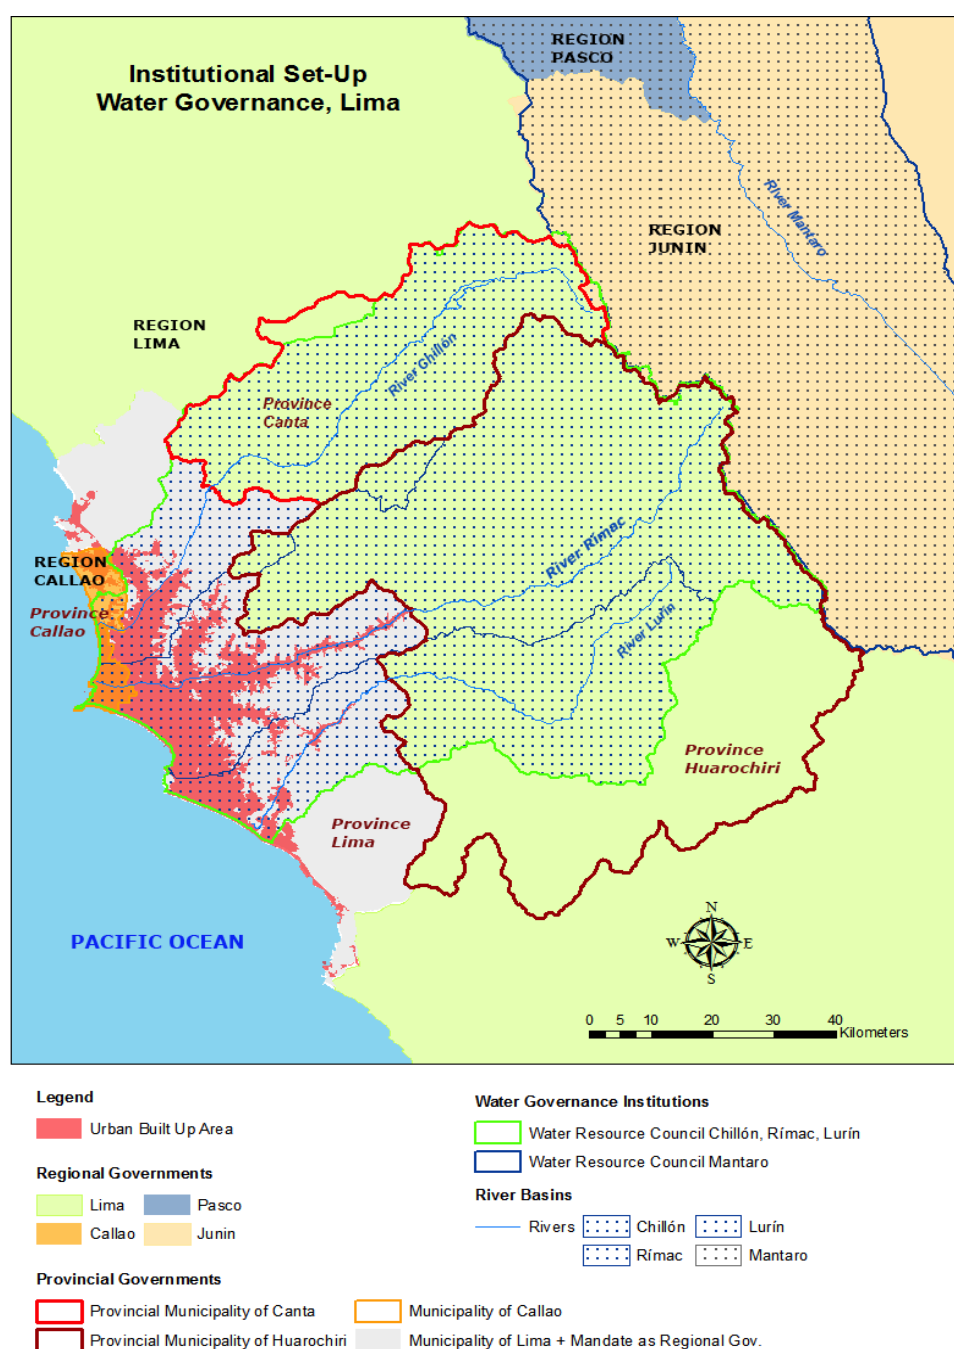 Institutional Set-Up
Water Governance, Lima
REGION
PASCO
River Mantaro
REGION
JUNIN
REGION
LIMA
River Chillón
Province
Canta
River Rímac
REGION
CALLAO
Province
Callao
River Lurín
Province
Huarochiri
Province
Lima
PACIFIC OCEAN
N
W E
S
0 5 10 20 30 40
Kilometers
Legend
Urban Built Up Area
Regional Governments
Lima Pasco
Callao Junin
Provincial Governments
Provincial Municipality of Canta Municipality of Callao
Provincial Municipality of Huarochiri Municipality of Lima + Mandate as Regional Gov.
Water Governance Institutions
Water Resource Council Chillón, Rímac, Lurín
Water Resource Council Mantaro
River Basins
Rivers Chillón Lurín
Rímac Mantaro